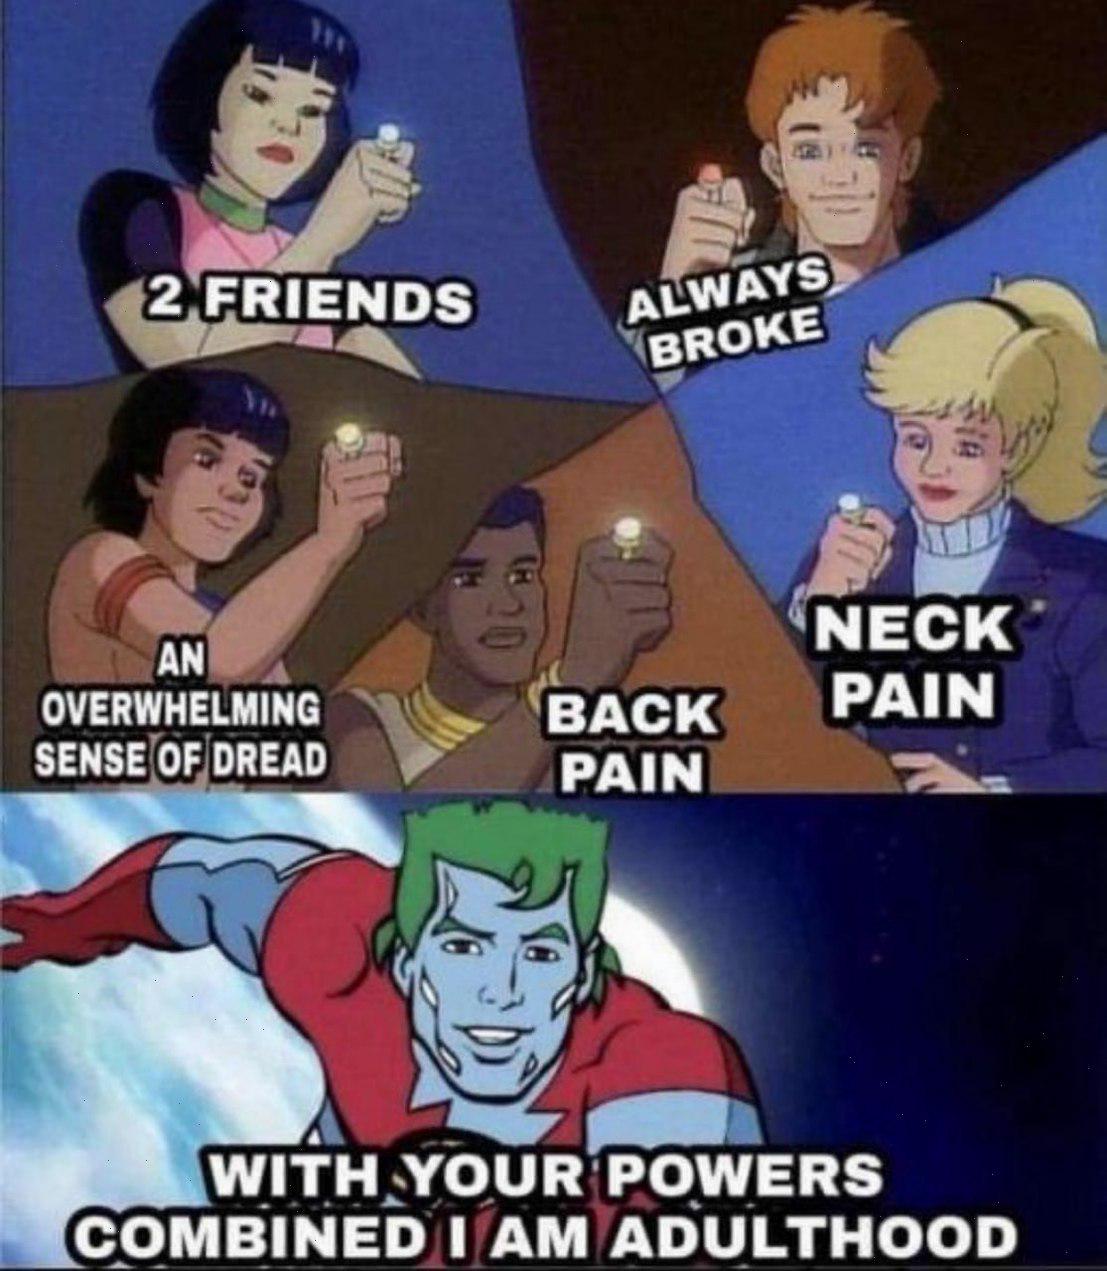 2 FRIENDS
ALWAYS
BROKE
AN
OVERWHELMING
SENSE OF DREAD
BACK
PAIN
NECK
PAIN
WITH YOUR POWERS
COMBINED I AM ADULTHOOD